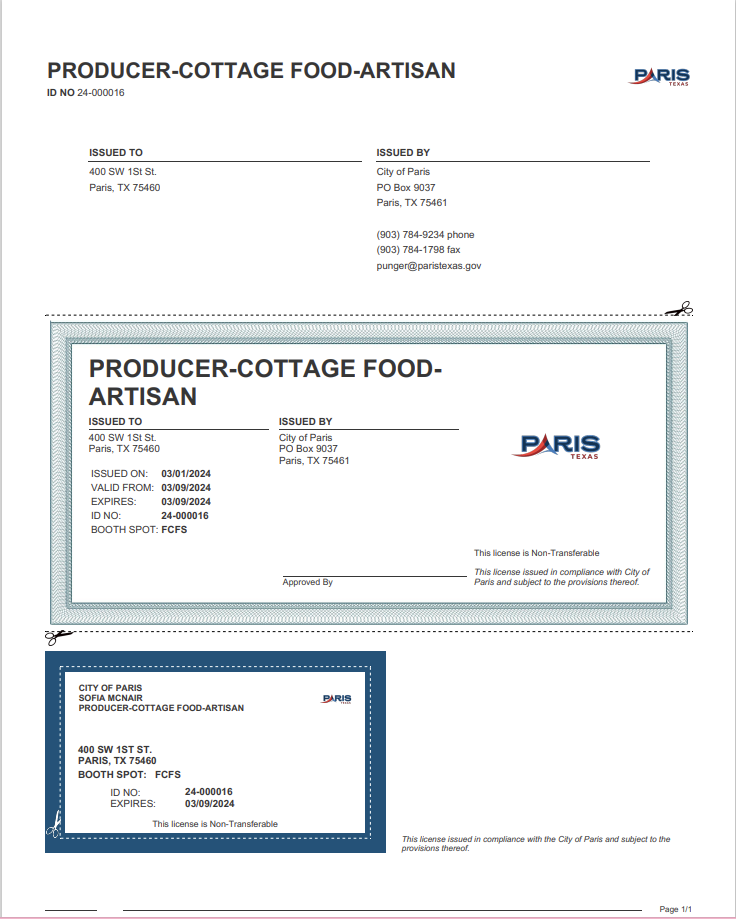 PRODUCER-COTTAGE FOOD-ARTISAN
PARIS
TEXAS
ID NO 24-000016
ISSUED TO
400 SW 1St St.
Paris, TX 75460
ISSUED BY
City of Paris
PO Box 9037
Paris, TX 75461
(903) 784-9234 phone
(903) 784-1798 fax
punger@paristexas.gov
PRODUCER-COTTAGE FOOD-
ARTISAN
ISSUED TO
400 SW 1St St.
Paris, TX 75460
ISSUED BY
City of Paris
PO Box 9037
Paris, TX 75461
PARIS
TEXAS
ISSUED ON: 03/01/2024
VALID FROM: 03/09/2024
EXPIRES: 03/09/2024
ID NO: 24-000016
BOOTH SPOT: FCFS
Approved By
This license is Non-Transferable
This license issued in compliance with City of
Paris and subject to the provisions thereof.
CITY OF PARIS
SOFIA MCNAIR
PRODUCER-COTTAGE FOOD-ARTISAN
PARIS
TEXAS
400 SW 1ST ST.
PARIS, TX 75460
BOOTH SPOT: FCFS
ID NO: 24-000016
EXPIRES: 03/09/2024
This license is Non-Transferable
This license issued in compliance with the City of Paris and subject to the
provisions thereof.
Page 1/1